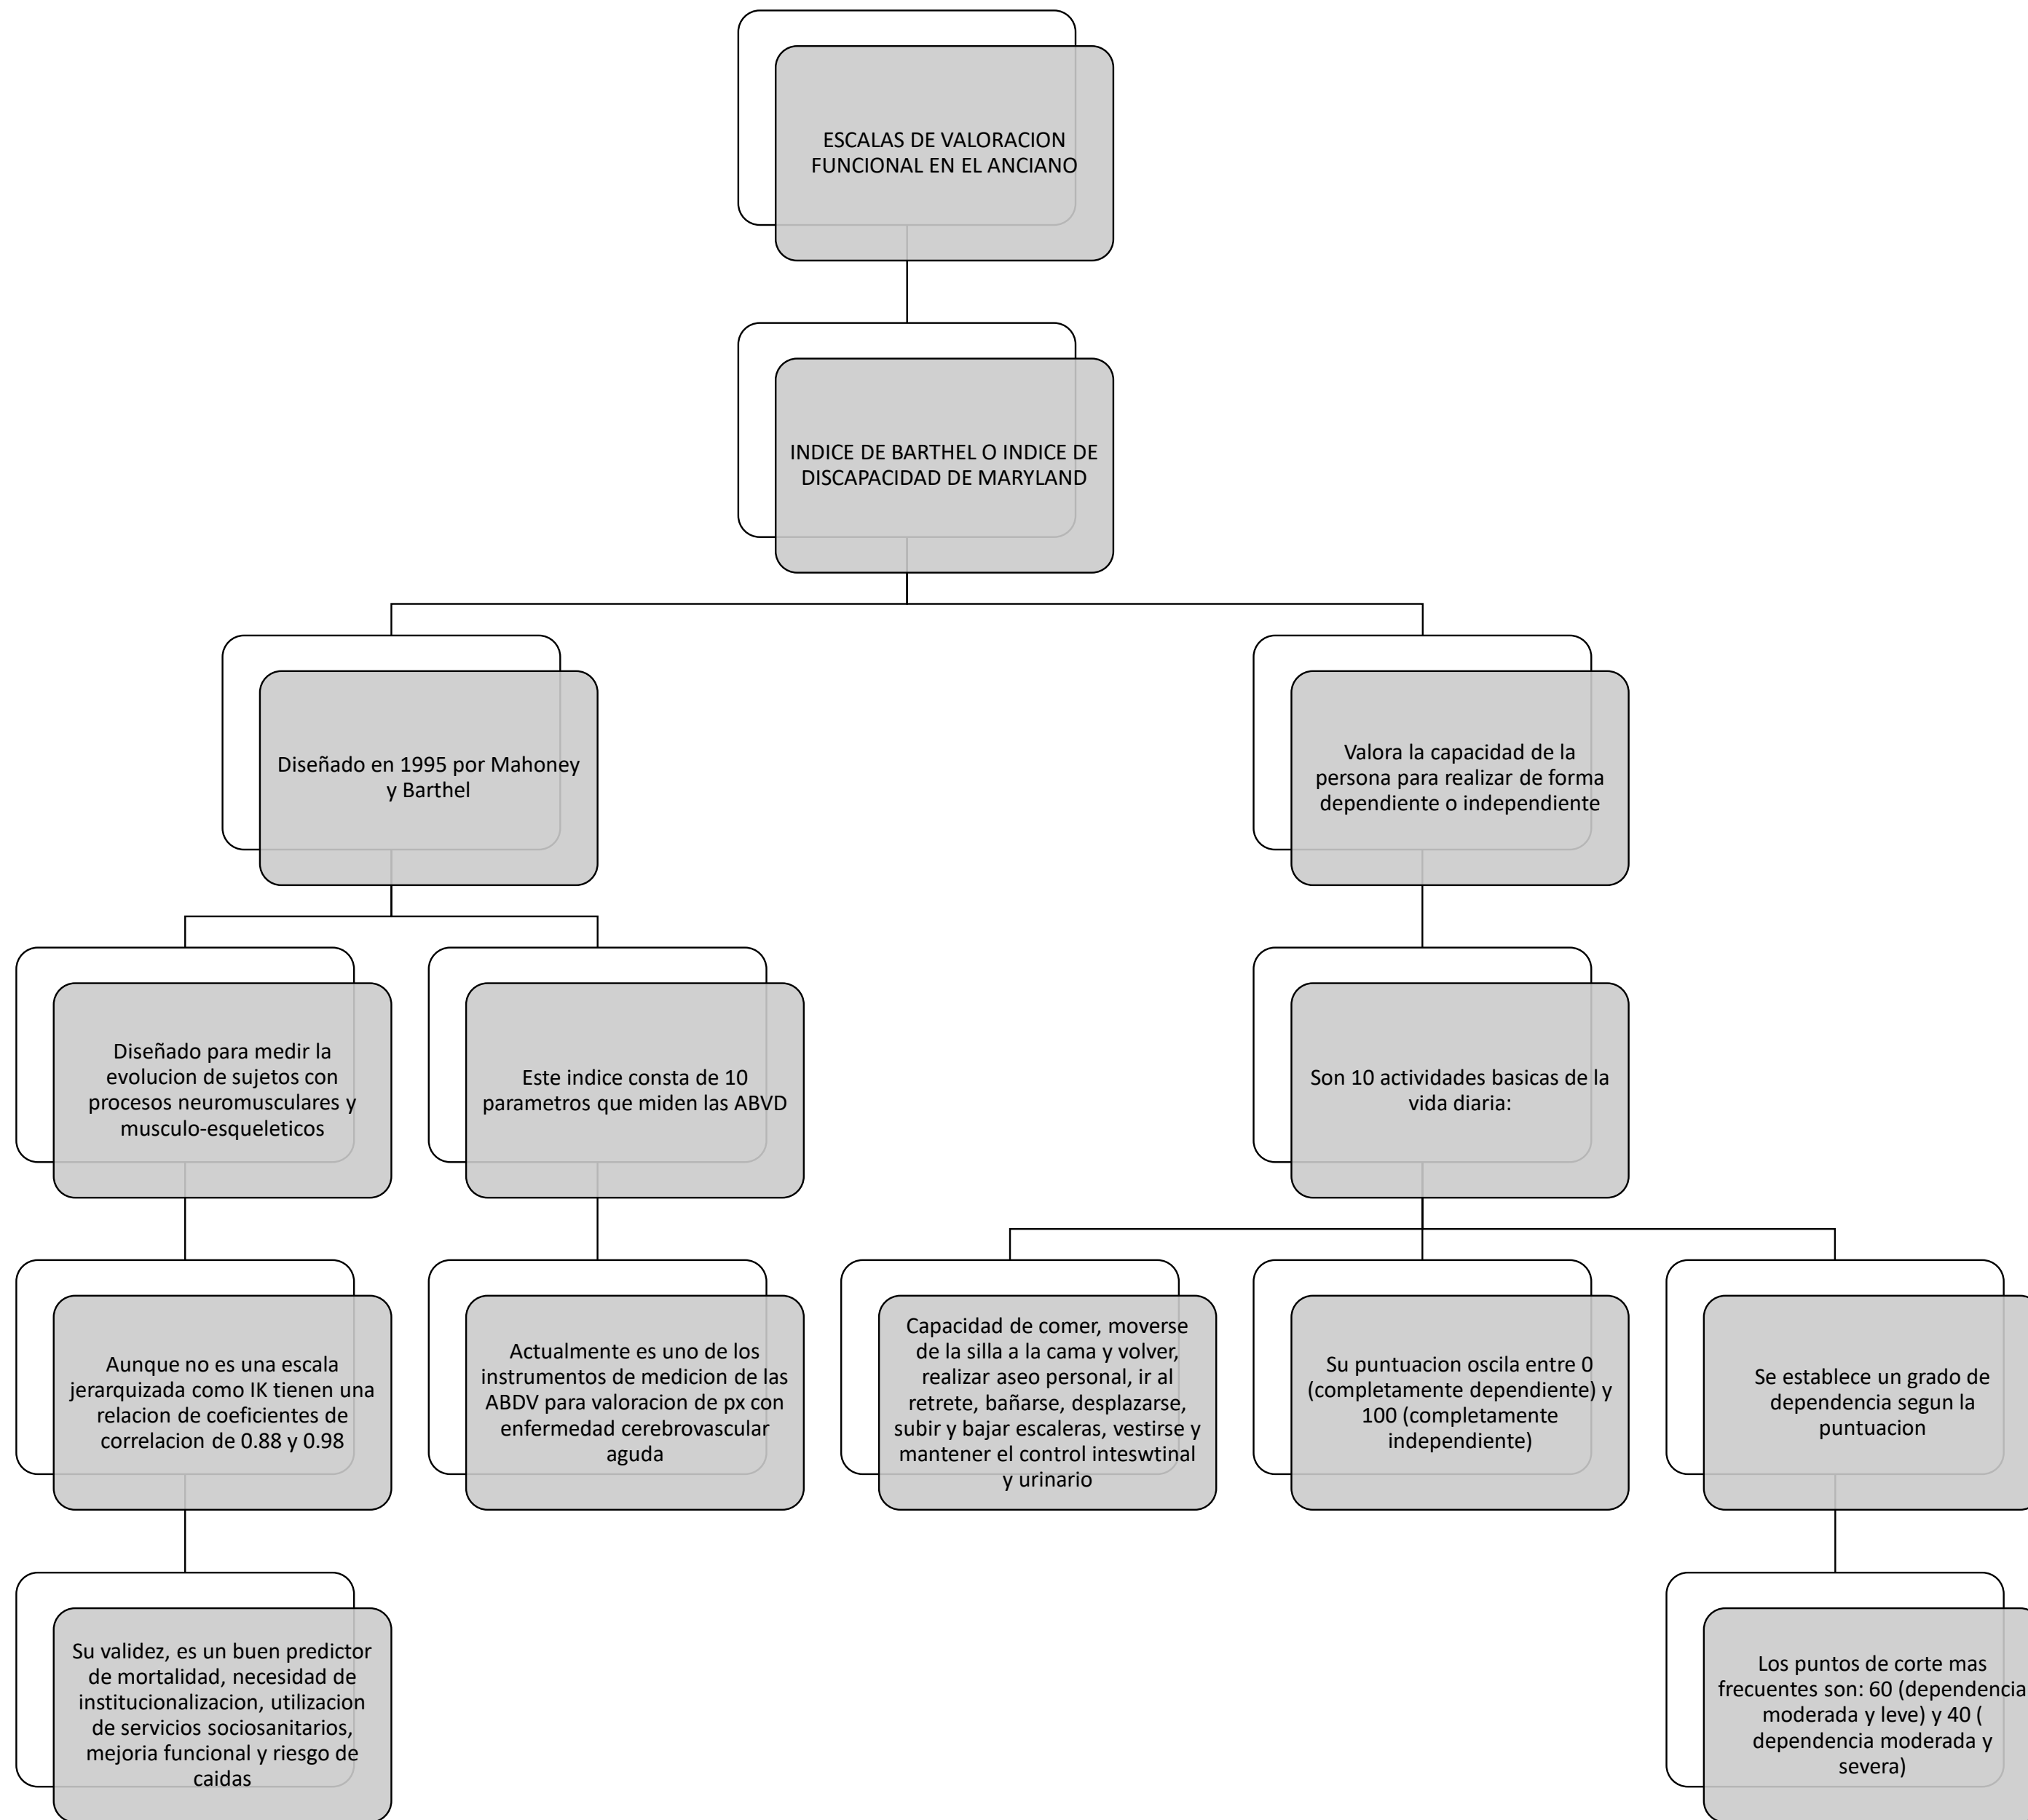 ESCALAS DE VALORACION
FUNCIONAL EN EL ANCIANO
INDICE DE BARTHEL O INDICE DE
DISCAPACIDAD DE MARYLAND
Diseñado en 1995 por Mahoney
y Barthel
Valora la capacidad de la
persona para realizar de forma
dependiente o independiente
Diseñado para medir la
evolucion de sujetos con
procesos neuromusculares y
musculo-esqueleticos
Este indice consta de 10
parametros que miden las ABVD
Son 10 actividades basicas de la
vida diaria:
Aunque no es una escala
jerarquizada como IK tienen una
relacion de coeficientes de
correlacion de 0.88 y 0.98
Actualmente es uno de los
instrumentos de medicion de las
ABDV para valoracion de px con
enfermedad cerebrovascular
aguda
Capacidad de comer, moverse
de la silla a la cama y volver,
realizar aseo personal, ir al
retrete, bañarse, desplazarse,
subir y bajar escaleras, vestirse y
mantener el control inteswtinal
y urinario
Su puntuacion oscila entre 0
(completamente dependiente) y
100 (completamente
independiente)
Se establece un grado de
dependencia segun la
puntuacion
Su validez, es un buen predictor
de mortalidad, necesidad de
institucionalizacion, utilizacion
de servicios sociosanitarios,
mejoria funcional y riesgo de
caidas
Los puntos de corte mas
frecuentes son: 60 (dependencia
moderada y leve) y 40 (
dependencia moderada y
severa)